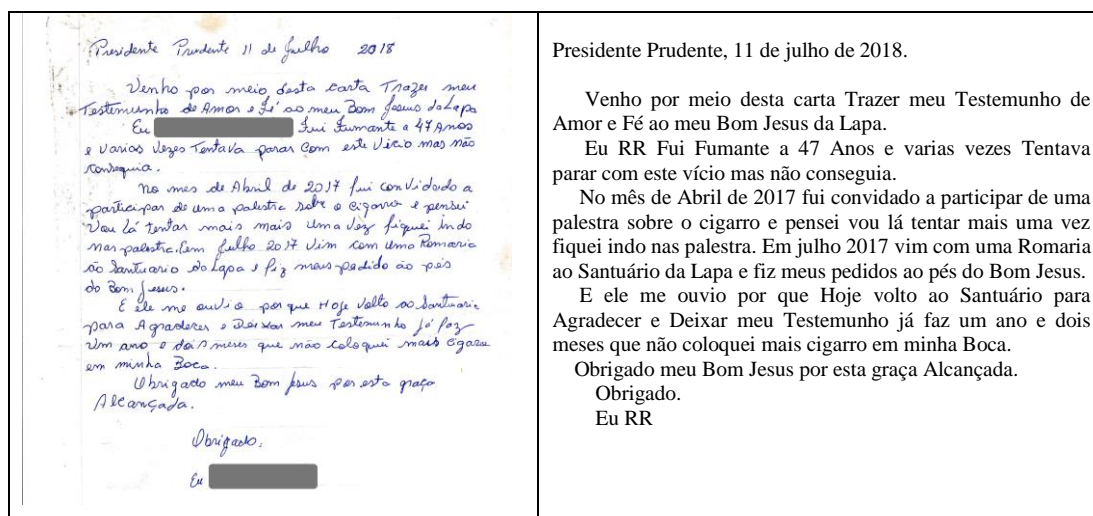 Presidente Prudente 11 de Julho 2018
Venho por meio desta carta Trazer meu
Testemunho de Amor e Fé ao meu Bom Jesus da Lapa
Eu Fui Fumante a 47 Anos
e varias vezes Tentava parar com este Vício mas não
conseguia.
No mes de Abril de 2017 fui convidado a
participar de uma palestra sobre o cigarro e pensei
Vou Lá tentar mais mais Uma Vez fiquei indo
nas palestra. Em Julho 2017 Vim com uma Romaria
ao Santuario da Lapa e fiz meus pedido ao pés
do Bom Jesus.
E ele me ouvio por que Hoje Volto ao Santuario
para Agradecer e Deixar meu Testemunho já faz
Um ano e dois meses que não coloquei mais cigarro
em minha Boca.
Obrigado meu Bom Jesus por esta graça
Alcançada.
Obrigado.
Eu
Presidente Prudente, 11 de julho de 2018.
Venho por meio desta carta Trazer meu Testemunho de
Amor e Fé ao meu Bom Jesus da Lapa.
Eu RR Fui Fumante a 47 Anos e varias vezes Tentava
parar com este vício mas não conseguia.
No mês de Abril de 2017 fui convidado a participar de uma
palestra sobre o cigarro e pensei vou lá tentar mais uma vez
fiquei indo nas palestra. Em julho 2017 vim com uma Romaria
ao Santuário da Lapa e fiz meus pedidos ao pés do Bom Jesus.
E ele me ouvio por que Hoje volto ao Santuário para
Agradecer e Deixar meu Testemunho já faz um ano e dois
meses que não coloquei mais cigarro em minha Boca.
Obrigado meu Bom Jesus por esta graça Alcançada.
Obrigado.
Eu RR